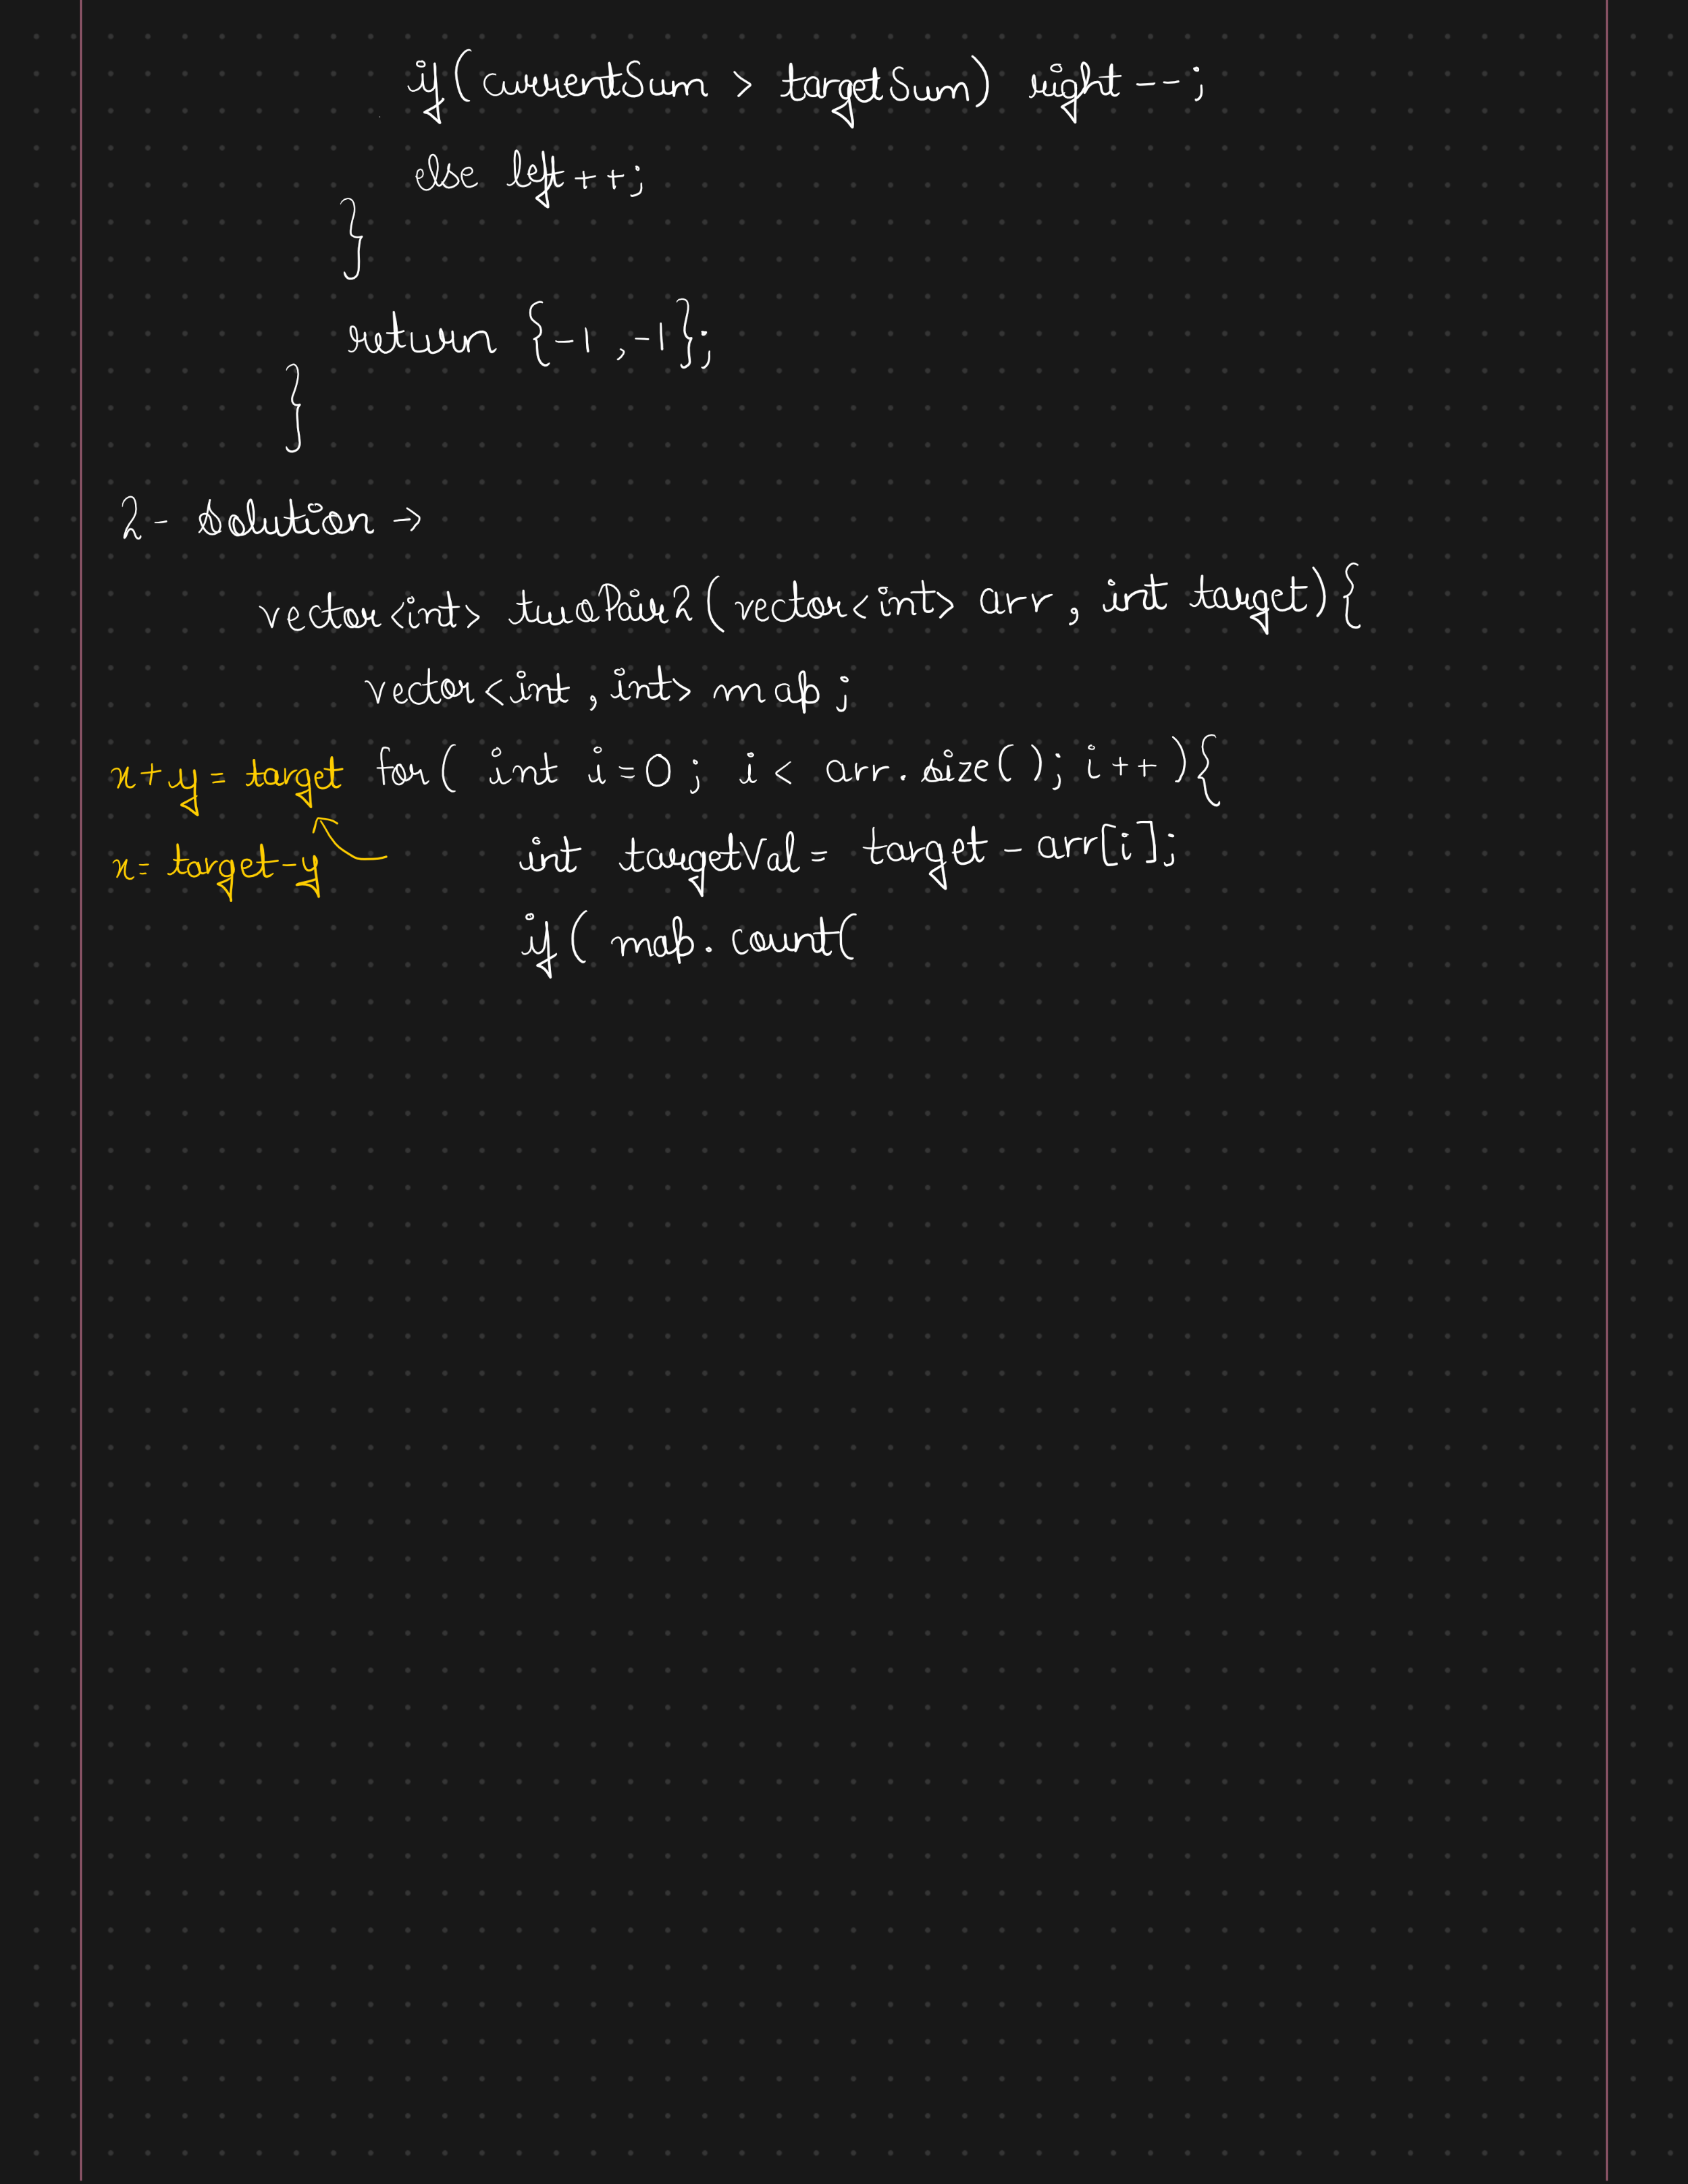 if(currentSum > targetSum) right--;
else left++;
}
return {-1,-1};
}
2- Solution →
vector<int> twoPair2(vector<int> arr, int target){
vector<int,int> map;
x+y = target for( int i=0; i< arr.size(); i++){
x= target-y int targetVal = target - arr[i];
if( map.count(